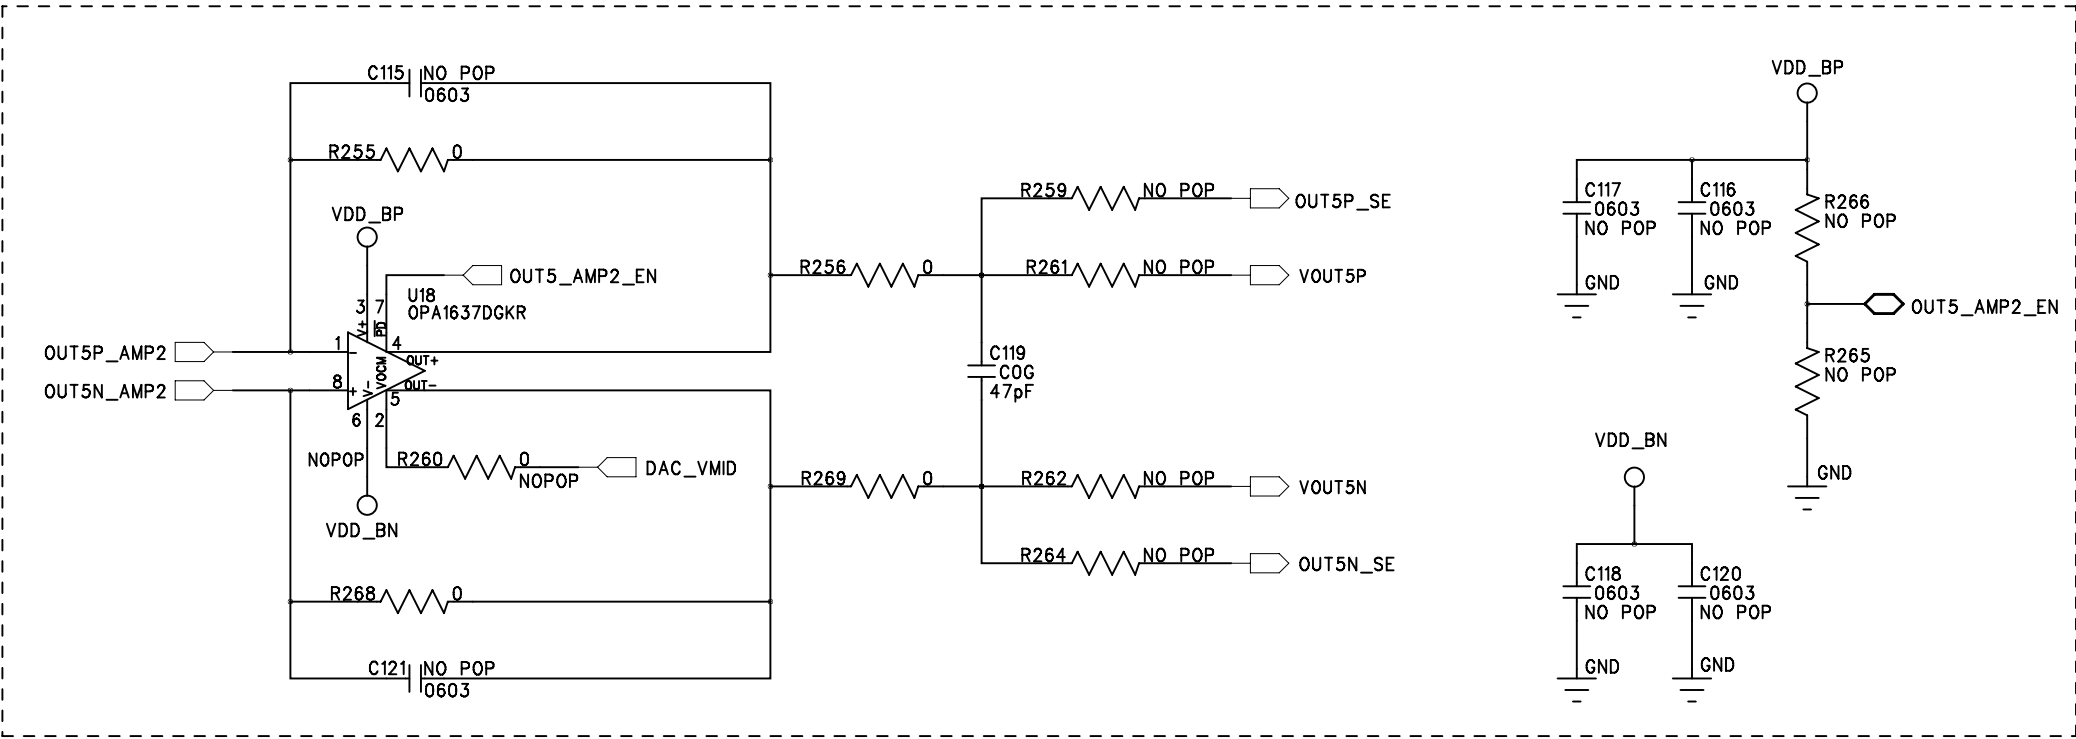 C115 NO POP
0603
R255 0
VDD_BP
OUT5_AMP2_EN
U18
OPA1637DGKR
3 7
V+ PD
OUT5P_AMP2 1 - 4 OUT+
VOCM
OUT5N_AMP2 8 + V- OUT-
5
6 2
NOPOP
R260 0
NOPOP
DAC_VMID
VDD_BN
R268 0
C121 NO POP
0603
R259 NO POP OUT5P_SE
R256 0 R261 NO POP VOUT5P
C119
C0G
47pF
R269 0 R262 NO POP VOUT5N
R264 NO POP OUT5N_SE
VDD_BP
C117
0603
NO POP
GND
C116
0603
NO POP
GND
R266
NO POP
OUT5_AMP2_EN
R265
NO POP
GND
VDD_BN
C118
0603
NO POP
GND
C120
0603
NO POP
GND